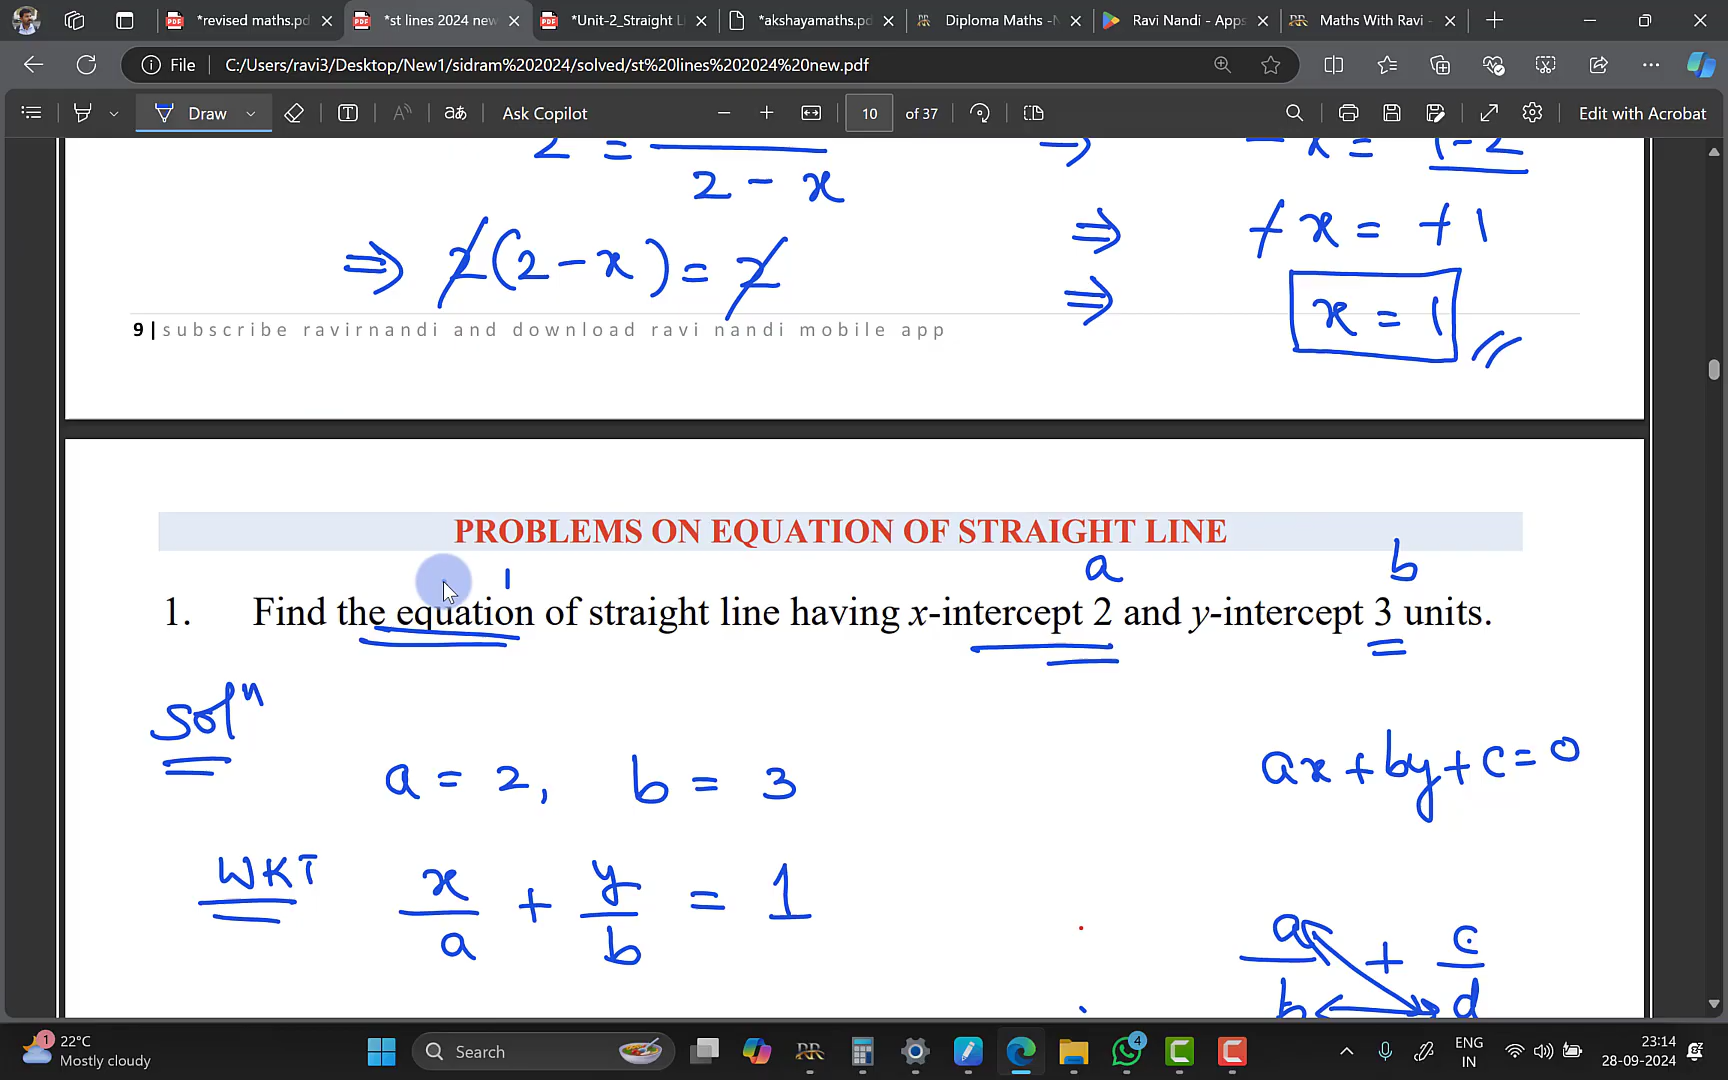 *revised maths.pd
*st lines 2024 new
*Unit-2_Straight L
*akshayamaths.pd
Diploma Maths -N
Ravi Nandi - Apps
Maths With Ravi -
File C:/Users/ravi3/Desktop/New1/sidram%202024/solved/st%20lines%202024%20new.pdf
Draw
Ask Copilot
10 of 37
Edit with Acrobat
2 =
2 - x
⇒ 2(2-x) = 2
⇒ -x = 1-2
⇒ -x = -1
⇒ x = 1
9 | subscribe ravirnandi and download ravi nandi mobile app
PROBLEMS ON EQUATION OF STRAIGHT LINE
a b
1. Find the equation of straight line having x-intercept 2 and y-intercept 3 units.
Solⁿ
a = 2, b = 3
ax+by+c=0
WKT x/a + y/b = 1
a/b + c/d
1
22°C
Mostly cloudy
Search
4
ENG
IN
23:14
28-09-2024